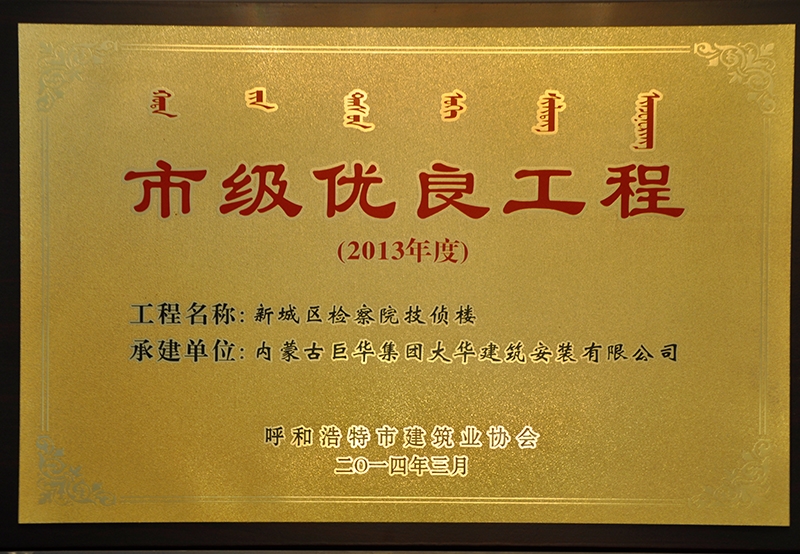 市级优良工程
(2013年度)
工程名称：新城区检察院技侦楼
承建单位：内蒙古巨华集团大华建筑安装有限公司
呼和浩特市建筑业协会
二〇一四年三月